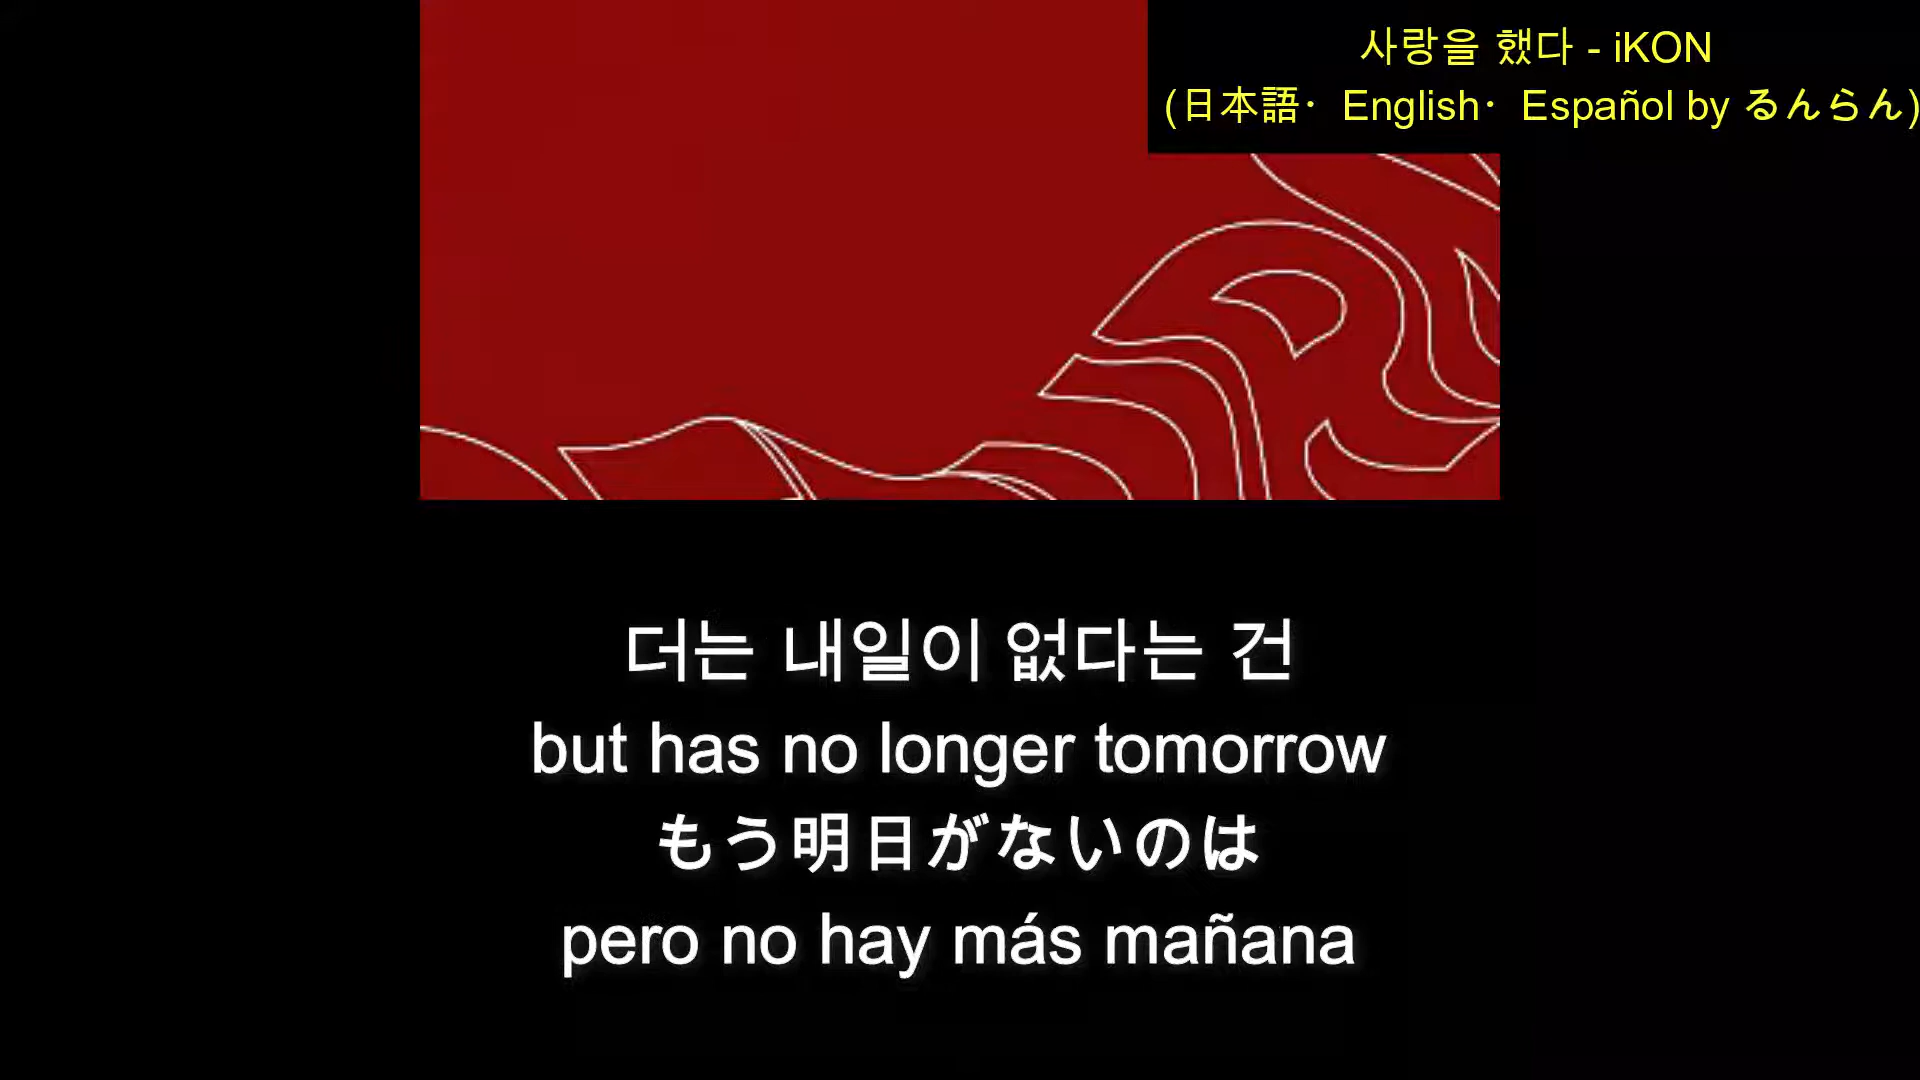 사랑을 했다 - iKON
(日本語· English· Español by るんらん)
더는 내일이 없다는 건
but has no longer tomorrow
もう明日がないのは
pero no hay más mañana